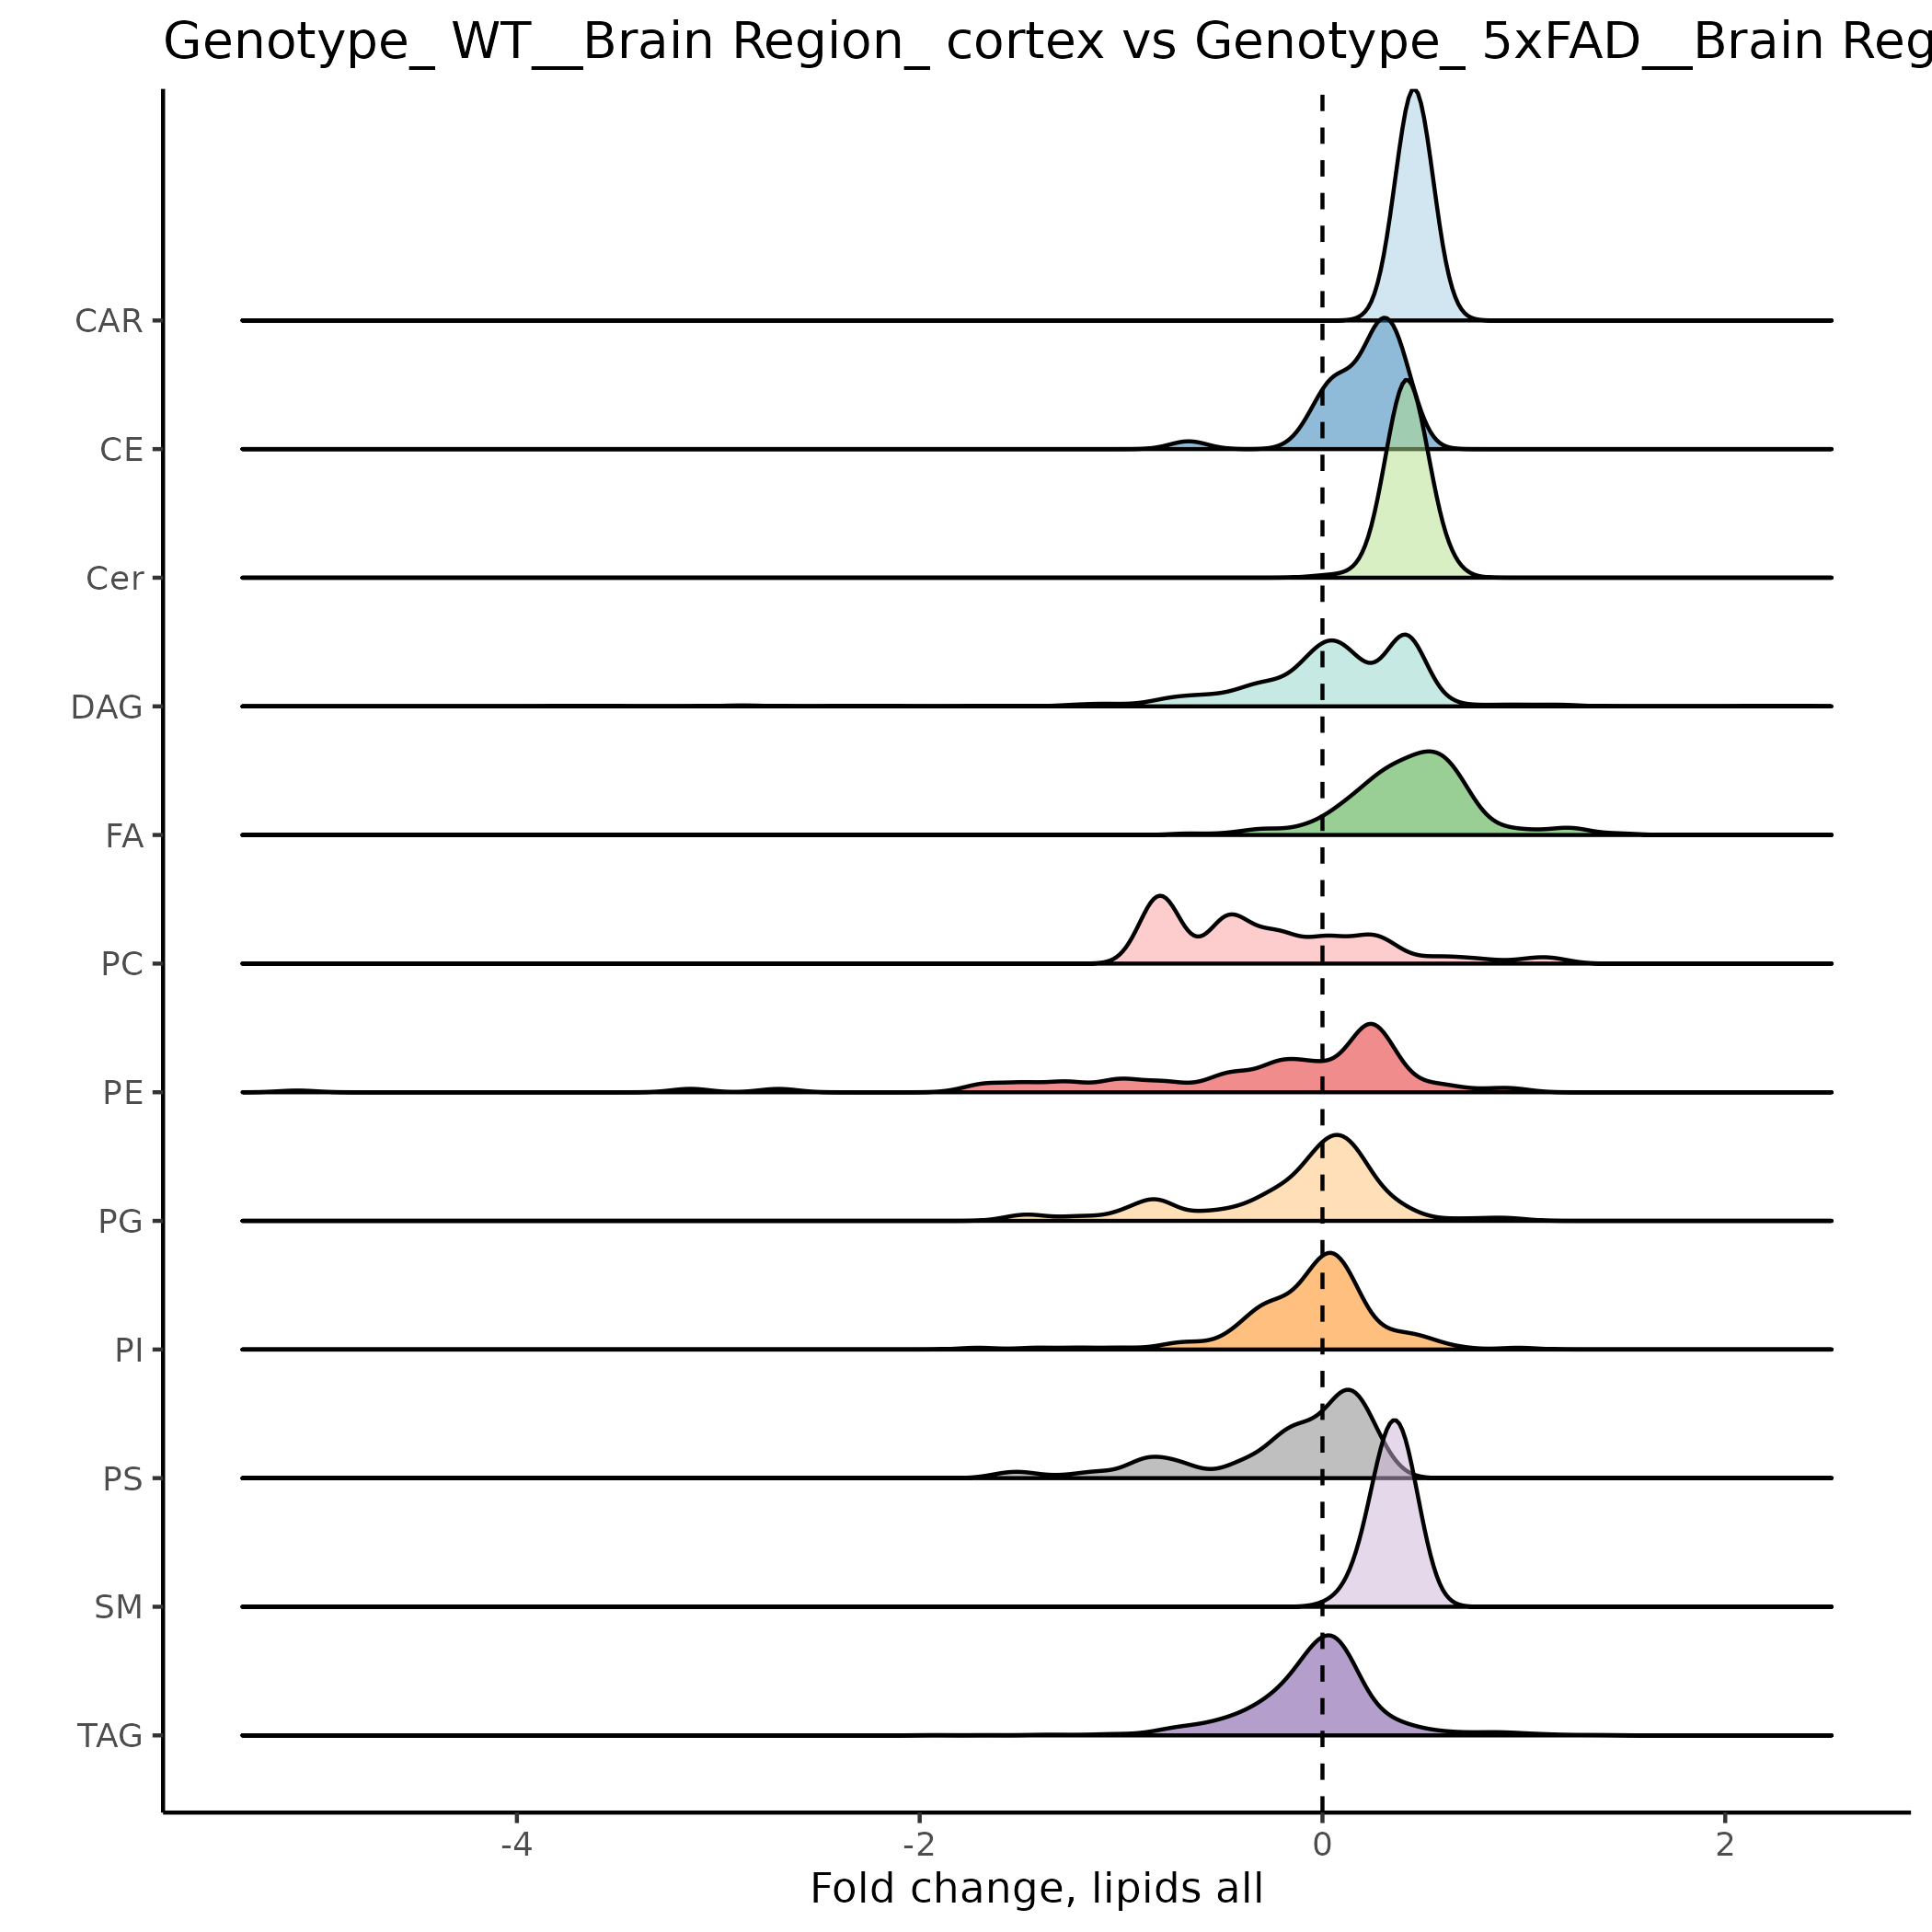 Genotype_ WT__Brain Region_ cortex vs Genotype_ 5xFAD__Brain Reg
CAR
CE
Cer
DAG
FA
PC
PE
PG
PI
PS
SM
TAG
-4 -2 0 2
Fold change, lipids all